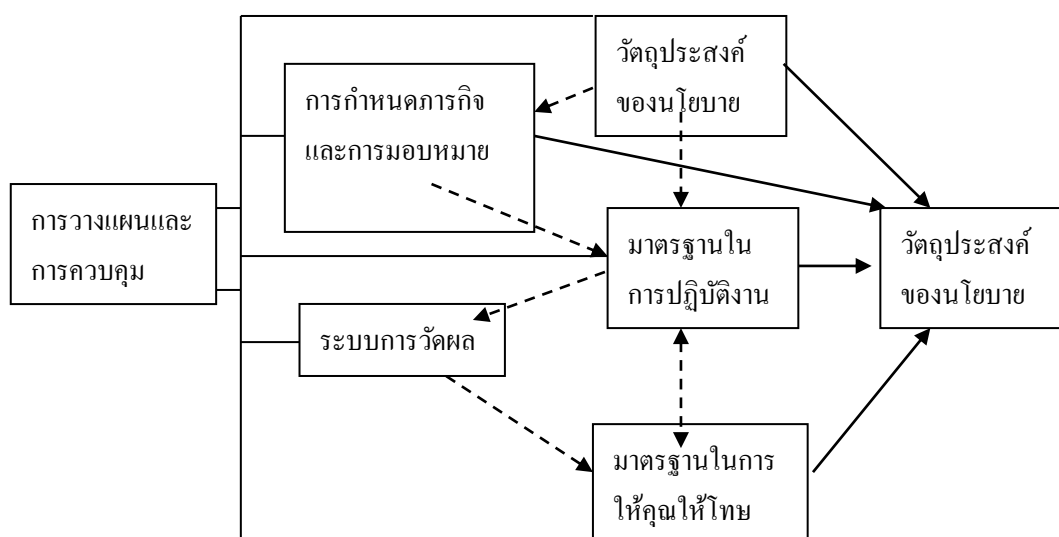 วัตถุประสงค์
ของนโยบาย
การกำหนดภารกิจ
และการมอบหมาย
การวางแผนและ
การควบคุม
มาตรฐานใน
การปฏิบัติงาน
วัตถุประสงค์
ของนโยบาย
ระบบการวัดผล
มาตรฐานในการ
ให้คุณให้โทษ